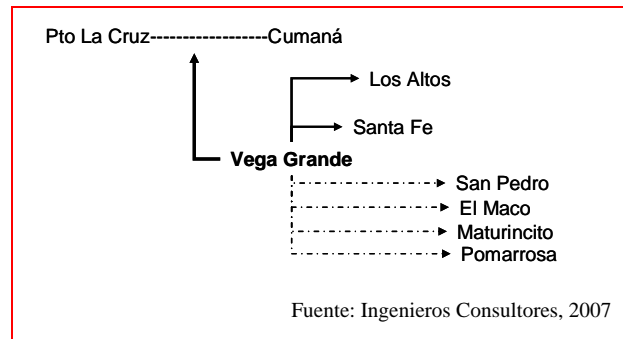 Pto La Cruz------------------Cumaná
Los Altos
Santa Fe
Vega Grande
San Pedro
El Maco
Maturincito
Pomarrosa
Fuente: Ingenieros Consultores, 2007